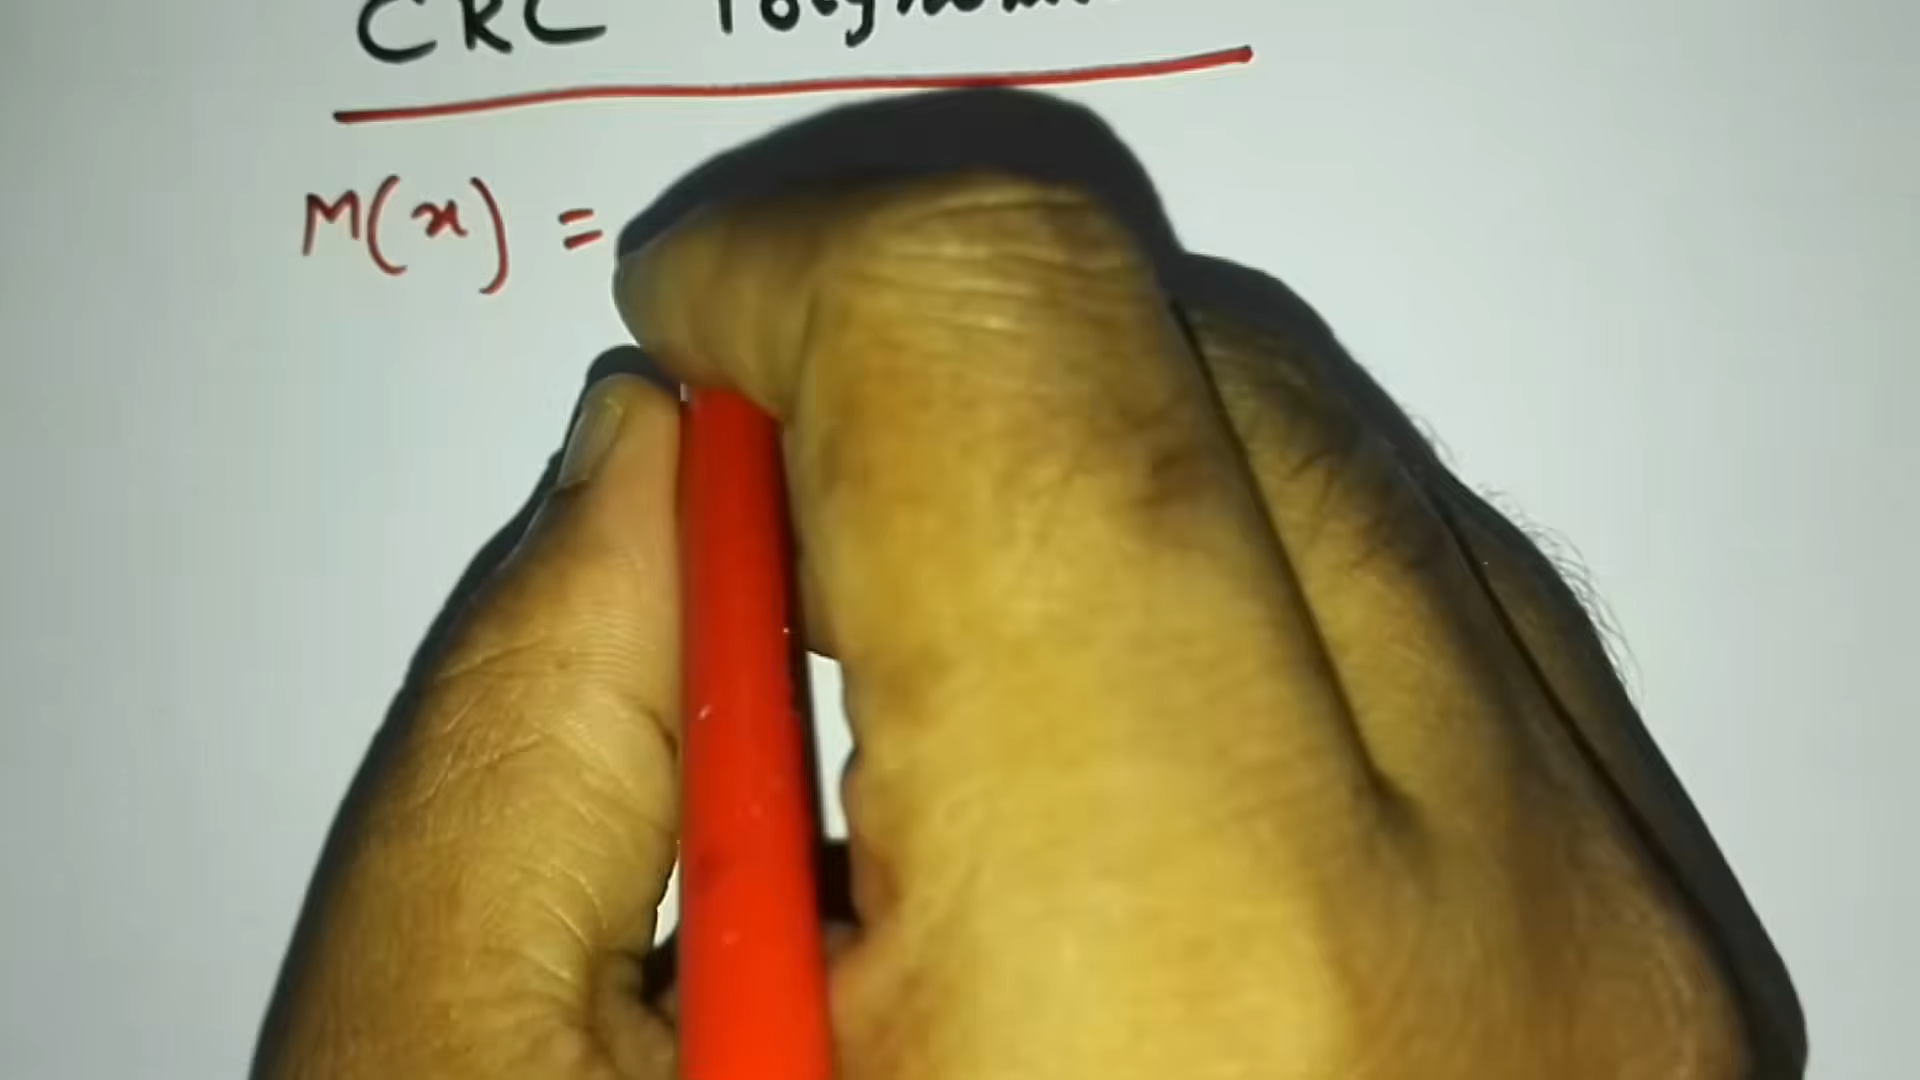 CRC
M(x) =